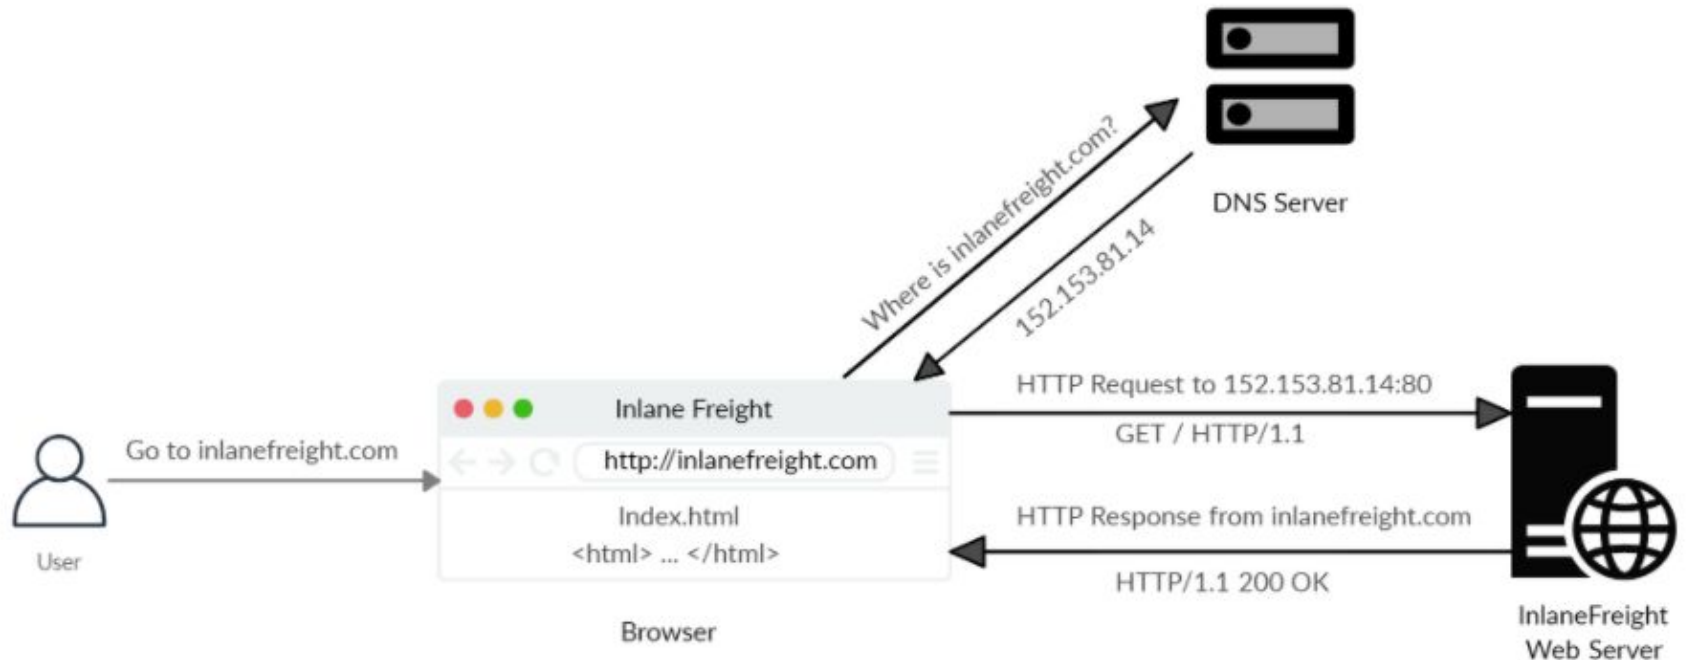 Where is inlanefreight.com?
152.153.81.14
DNS Server
Go to inlanefreight.com
User
Inlane Freight
http://inlanefreight.com
Index.html
<html> ... </html>
Browser
HTTP Request to 152.153.81.14:80
GET / HTTP/1.1
HTTP Response from inlanefreight.com
HTTP/1.1 200 OK
InlaneFreight
Web Server